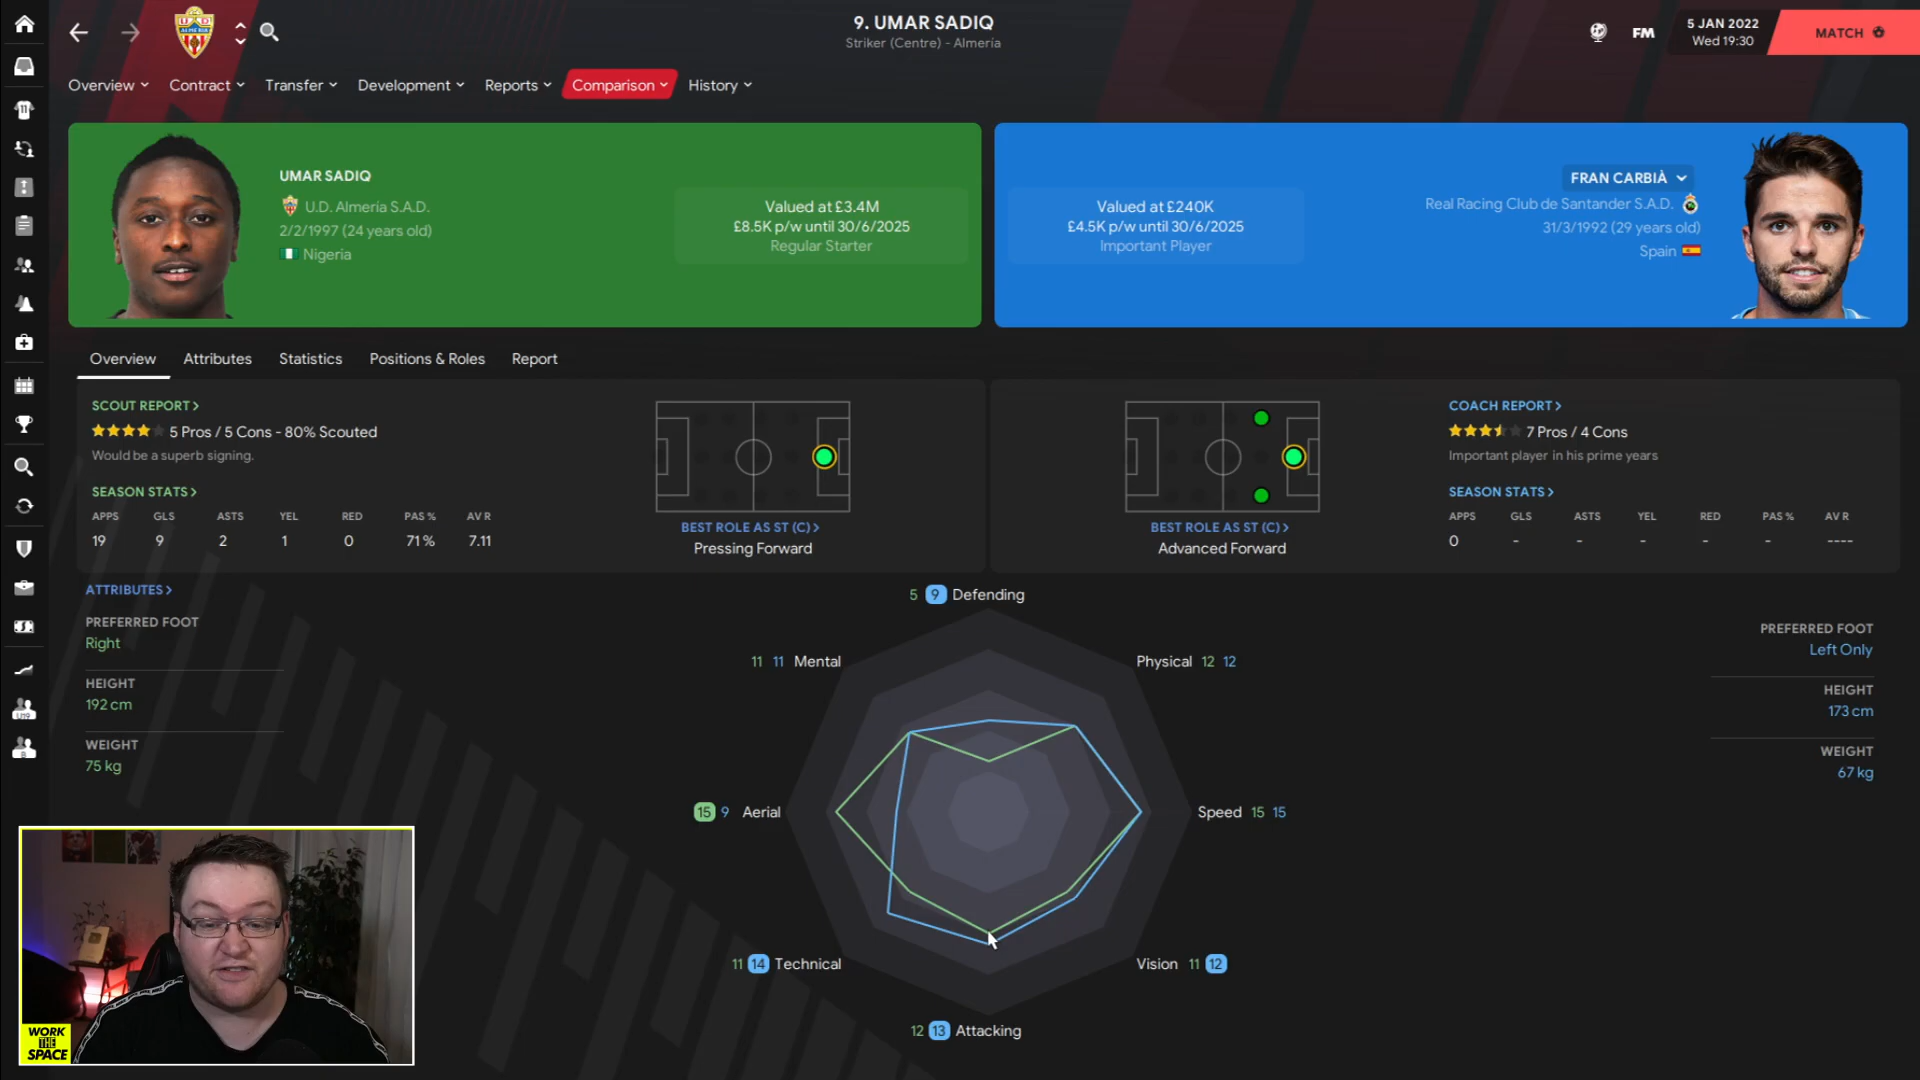 9. UMAR SADIQ
Striker (Centre) - Almería
FM
5 JAN 2022
Wed 19:30
MATCH
Overview
Contract
Transfer
Development
Reports
Comparison
History
UMAR SADIQ
U.D. Almería S.A.D.
2/2/1997 (24 years old)
Nigeria
Valued at £3.4M
£8.5K p/w until 30/6/2025
Regular Starter
Valued at £240K
£4.5K p/w until 30/6/2025
Important Player
FRAN CARBIÀ
Real Racing Club de Santander S.A.D.
31/3/1992 (29 years old)
Spain
Overview
Attributes
Statistics
Positions & Roles
Report
SCOUT REPORT >
5 Pros / 5 Cons - 80% Scouted
Would be a superb signing.
SEASON STATS >
APPS GLS ASTS YEL RED PAS % AV R
19 9 2 1 0 71% 7.11
BEST ROLE AS ST (C) >
Pressing Forward
BEST ROLE AS ST (C) >
Advanced Forward
COACH REPORT >
7 Pros / 4 Cons
Important player in his prime years
SEASON STATS >
APPS GLS ASTS YEL RED PAS % AV R
0 - - - - - ----
ATTRIBUTES >
PREFERRED FOOT
Right
HEIGHT
192 cm
WEIGHT
75 kg
5 9 Defending
11 11 Mental
Physical 12 12
15 9 Aerial
Speed 15 15
11 14 Technical
Vision 11 12
12 13 Attacking
PREFERRED FOOT
Left Only
HEIGHT
173 cm
WEIGHT
67 kg
U19
WORK
THE
SPACE